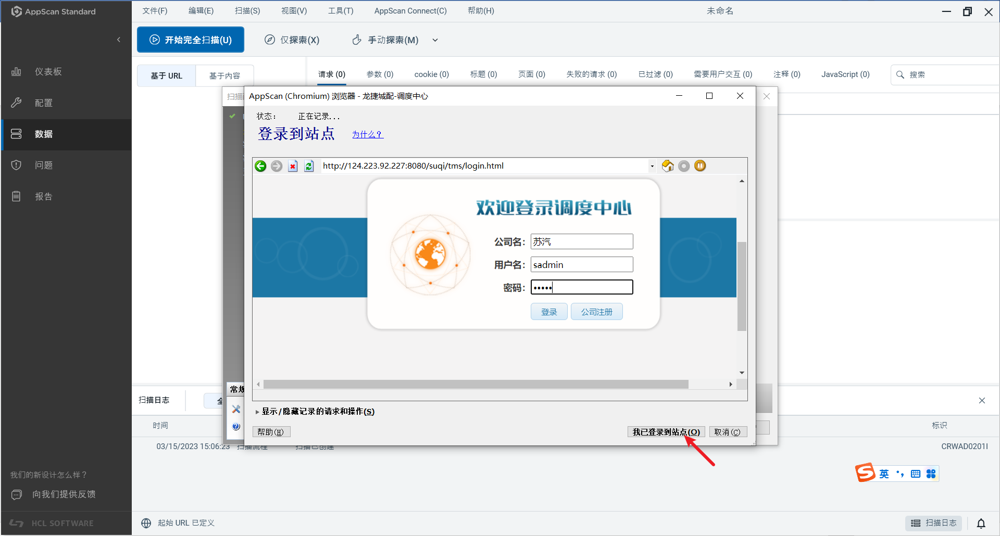 AppScan Standard
文件(F) 编辑(E) 扫描(S) 视图(V) 工具(T) AppScan Connect(C) 帮助(H)
未命名
开始完全扫描(U)
仅探索(X)
手动探索(M)
仪表板
配置
数据
问题
报告
基于 URL
基于内容
请求 (0) 参数 (0) cookie (0) 标题 (0) 页面 (0) 失败的请求 (0) 已过滤 (0) 需要用户交互 (0) 注释 (0) JavaScript (0)
搜索
AppScan (Chromium) 浏览器 - 龙捷城配-调度中心
状态： 正在记录...
登录到站点 为什么？
http://124.223.92.227:8080/suqi/tms/login.html
欢迎登录调度中心
公司名： 苏汽
用户名： sadmin
密码： •••••
登录 公司注册
显示/隐藏记录的请求和操作(S)
帮助(H)
我已登录到站点(O)
取消(C)
常规
扫描日志
时间
标识
03/15/2023 15:06:23 扫描流程 扫描已创建
CRWAD0201I
英
我们的新设计怎么样？
向我们提供反馈
HCL SOFTWARE
起始 URL 已定义
扫描日志